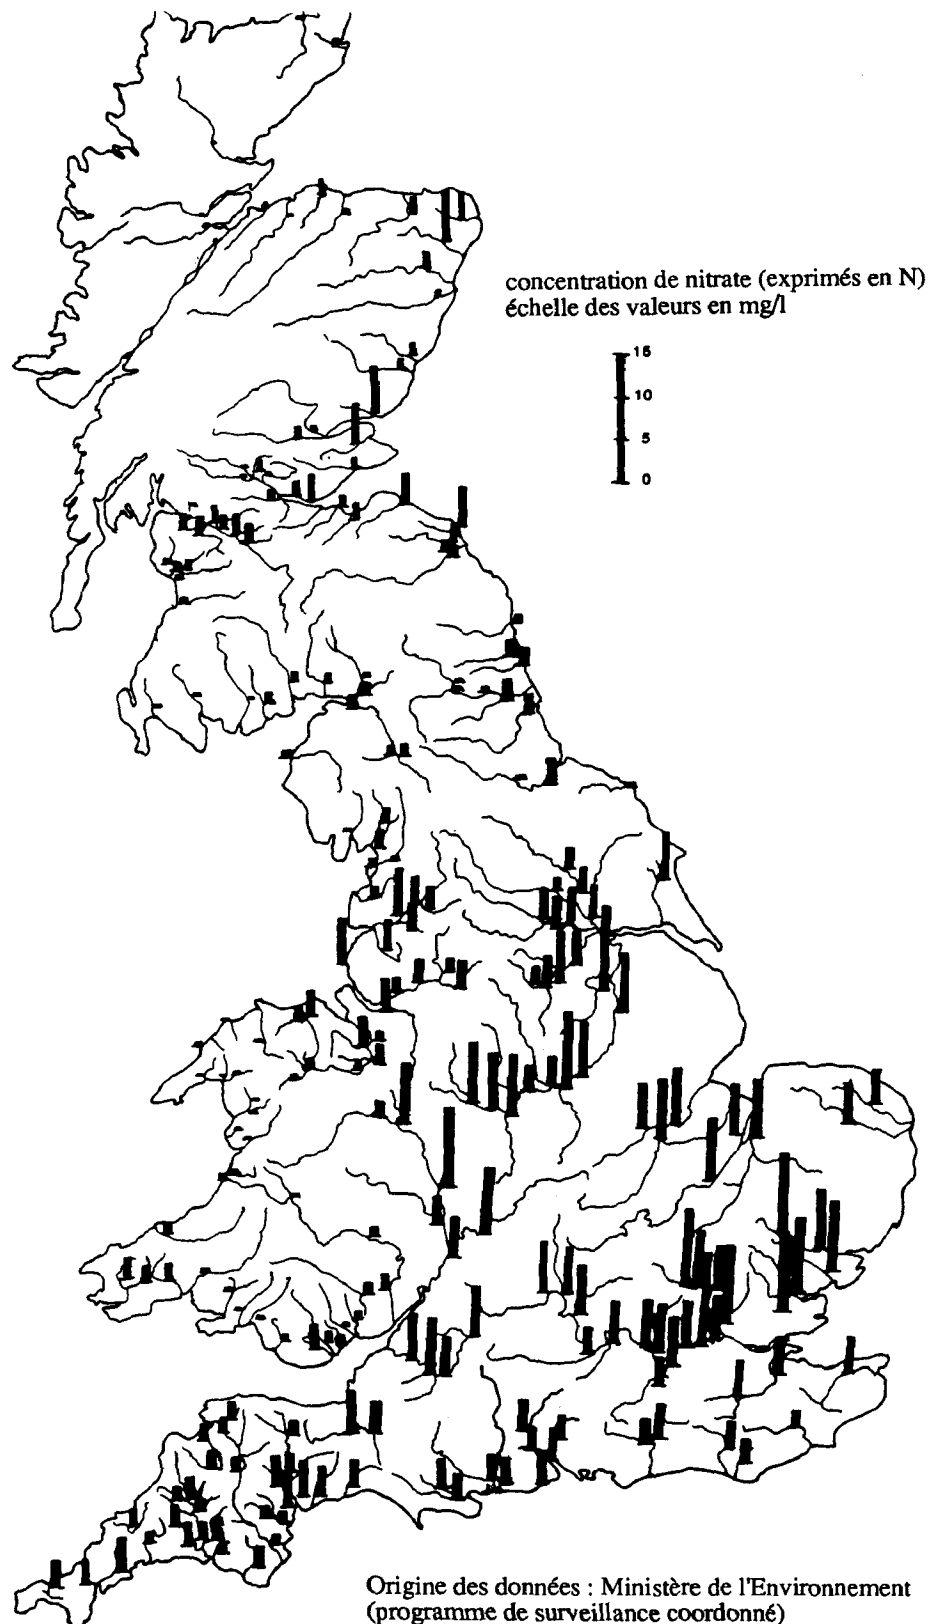 concentration de nitrate (exprimés en N)
échelle des valeurs en mg/l
15
10
5
0
Origine des données : Ministère de l'Environnement
(programme de surveillance coordonné)